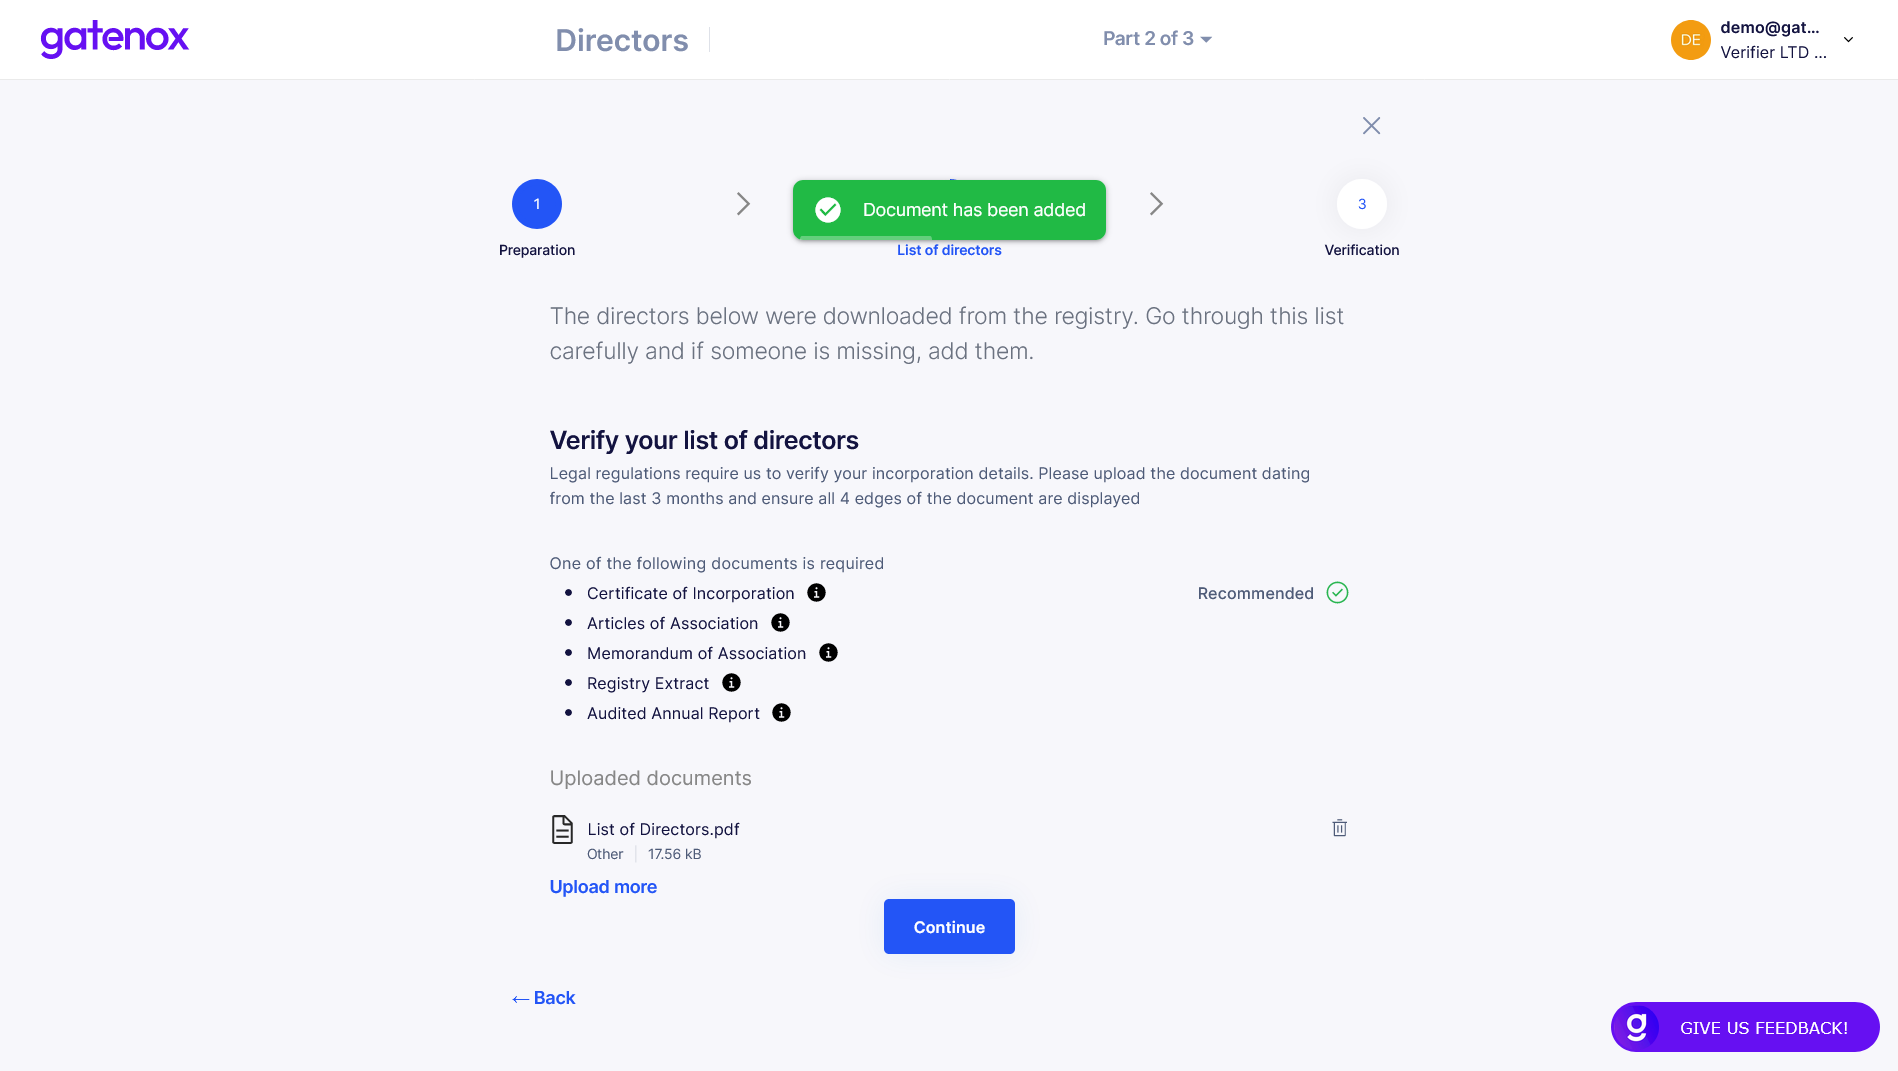 gatenox
Directors
Part 2 of 3
DE
demo@gat...
Verifier LTD ...
1
Document has been added
3
Preparation
List of directors
Verification
The directors below were downloaded from the registry. Go through this list
carefully and if someone is missing, add them.
Verify your list of directors
Legal regulations require us to verify your incorporation details. Please upload the document dating
from the last 3 months and ensure all 4 edges of the document are displayed
One of the following documents is required
Certificate of Incorporation
Recommended
Articles of Association
Memorandum of Association
Registry Extract
Audited Annual Report
Uploaded documents
List of Directors.pdf
Other
17.56 kB
Upload more
Continue
← Back
g GIVE US FEEDBACK!